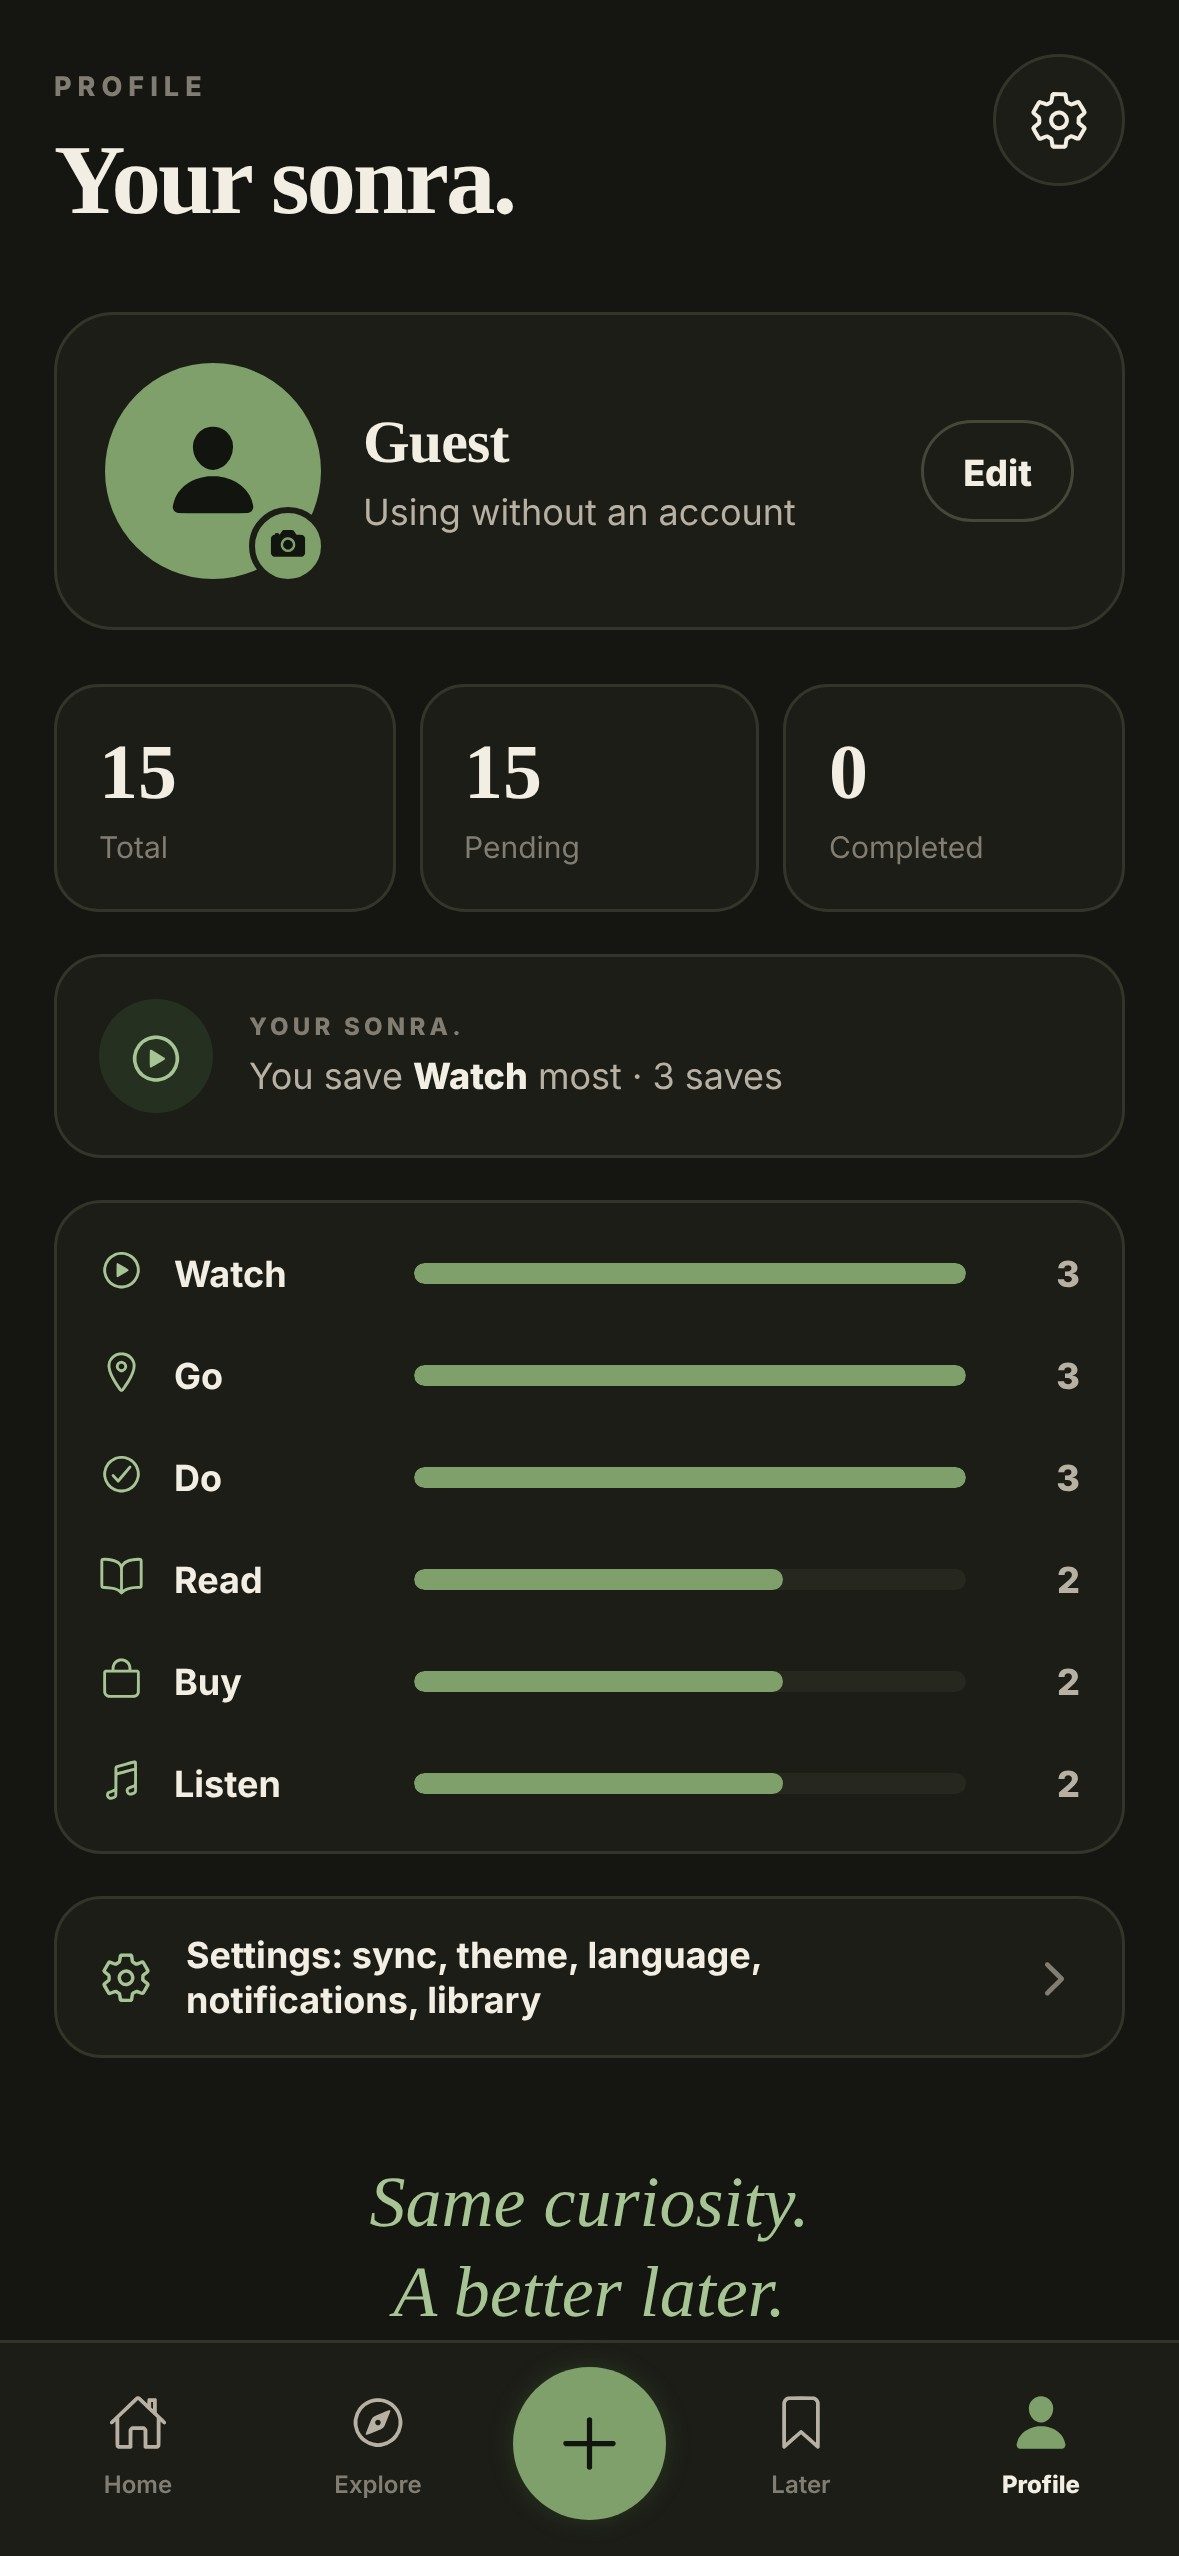 PROFILE
Your sonra.
Guest
Using without an account
Edit
15
Total
15
Pending
0
Completed
YOUR SONRA.
You save Watch most · 3 saves
Watch
3
Go
3
Do
3
Read
2
Buy
2
Listen
2
Settings: sync, theme, language,
notifications, library
Same curiosity.
A better later.
Home
Explore
Later
Profile